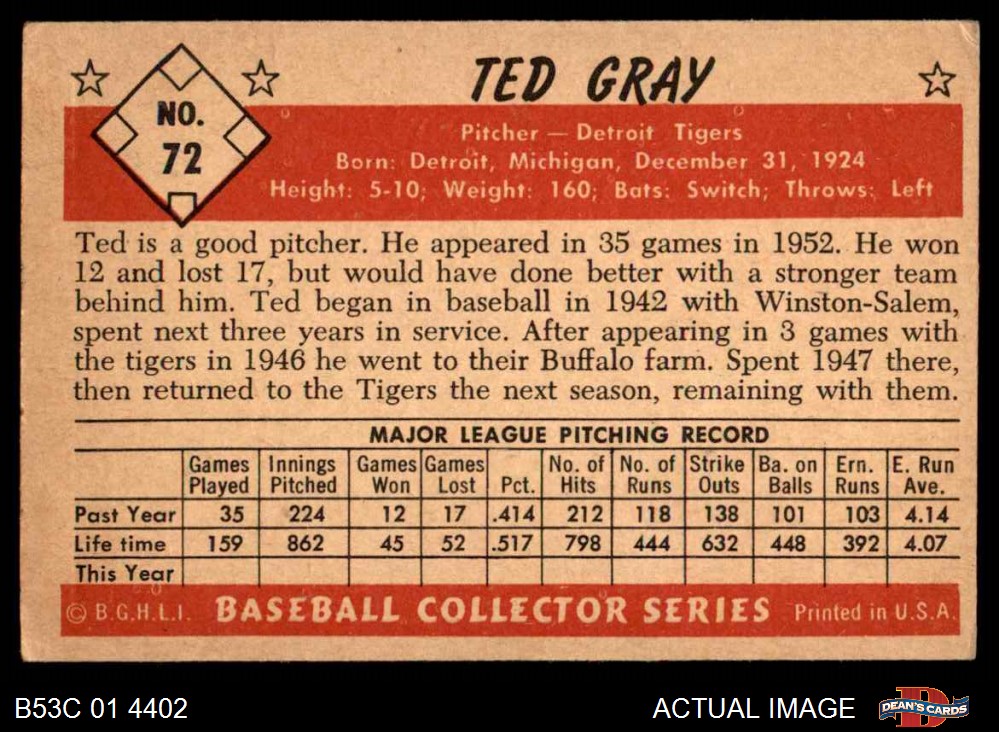 TED GRAY
NO.
72
Pitcher — Detroit Tigers
Born: Detroit, Michigan, December 31, 1924
Height: 5-10; Weight: 160; Bats: Switch; Throws: Left
Ted is a good pitcher. He appeared in 35 games in 1952. He won
12 and lost 17, but would have done better with a stronger team
behind him. Ted began in baseball in 1942 with Winston-Salem,
spent next three years in service. After appearing in 3 games with
the tigers in 1946 he went to their Buffalo farm. Spent 1947 there,
then returned to the Tigers the next season, remaining with them.
MAJOR LEAGUE PITCHING RECORD
Games Innings Games Games No. of No. of Strike Ba. on Ern. E. Run
Played Pitched Won Lost Pct. Hits Runs Outs Balls Runs Ave.
Past Year 35 224 12 17 .414 212 118 138 101 103 4.14
Life time 159 862 45 52 .517 798 444 632 448 392 4.07
This Year
© B.G.H.L.I. BASEBALL COLLECTOR SERIES Printed in U.S.A.
B53C 01 4402 ACTUAL IMAGE D DEAN'S CARDS